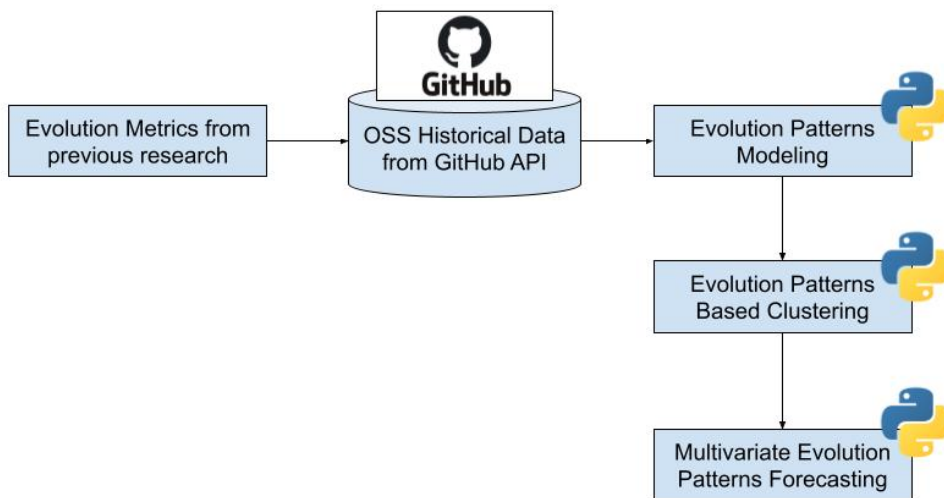 GitHub
Evolution Metrics from
previous research
OSS Historical Data
from GitHub API
Evolution Patterns
Modeling
Evolution Patterns
Based Clustering
Multivariate Evolution
Patterns Forecasting